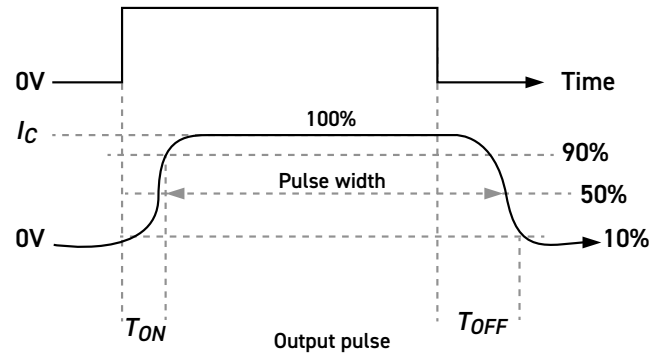 0V
Time
I_C
100%
90%
Pulse width
50%
0V
10%
T_ON
T_OFF
Output pulse